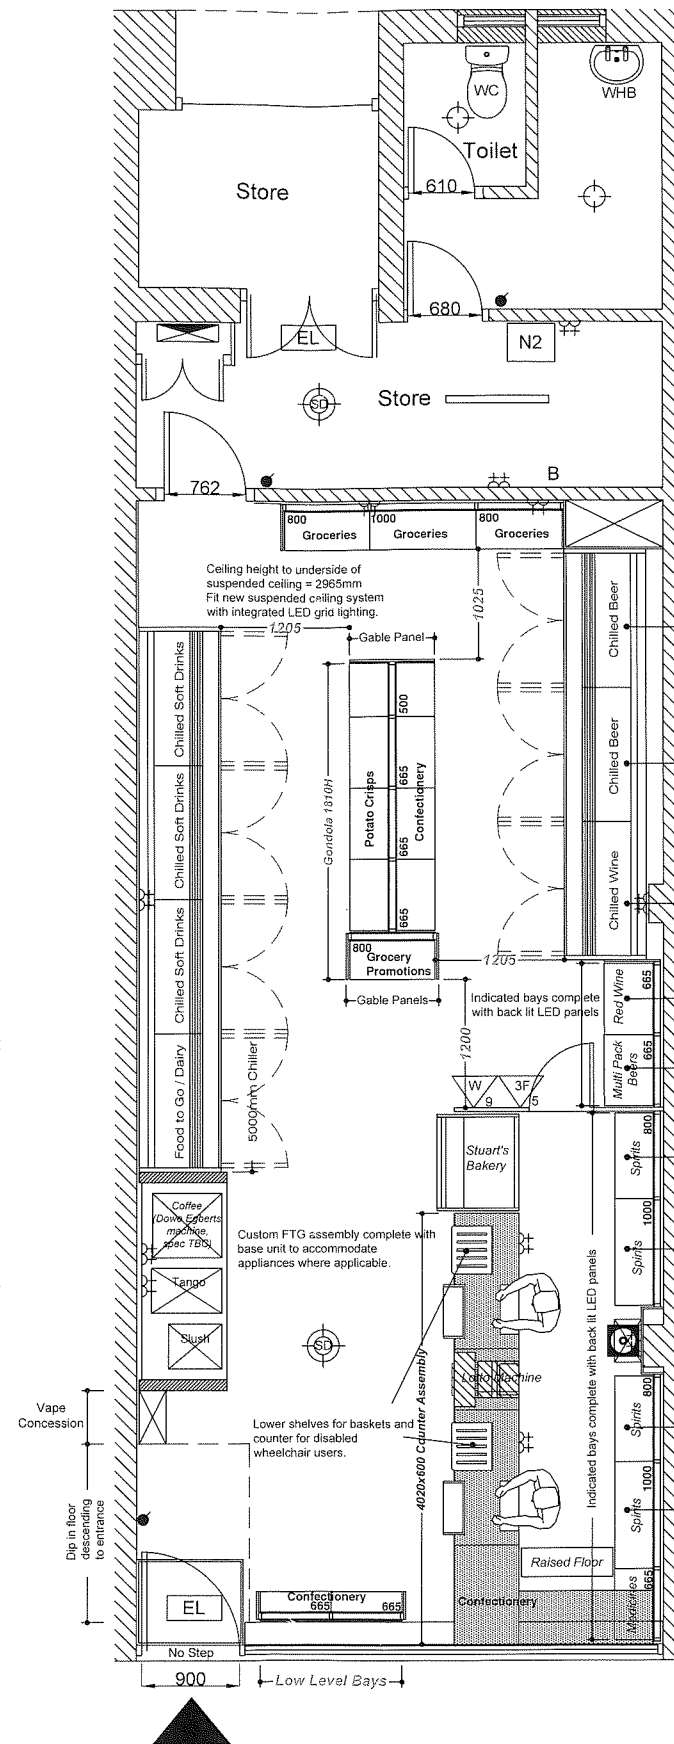 WC
WHB
Toilet
610
Store
680
EL
N2
SD
Store
762
B
800
Groceries
1000
Groceries
800
Groceries
Ceiling height to underside of
suspended ceiling = 2965mm
Fit new suspended ceiling system
with integrated LED grid lighting.
1025
1205
Gable Panel
Chilled Soft Drinks
Chilled Soft Drinks
Chilled Soft Drinks
Food to Go / Dairy
5000mm Chiller
Gondola 1810H
Potato Crisps
Confectionery
500
665
665
665
800
Grocery
Promotions
Gable Panels
1205
1200
Chilled Beer
Chilled Beer
Chilled Wine
Indicated bays complete
with back lit LED panels
Red Wine
665
Multi Pack
Beers
665
W
9
3F
5
Stuart's
Bakery
Spirits
800
Spirits
1000
Coffee
(Dowe Egberts
machine,
spec TBC)
Tango
Slush
Custom FTG assembly complete with
base unit to accommodate
appliances where applicable.
SD
Lotto Machine
4020x600 Counter Assembly
Indicated bays complete with back lit LED panels
Vape
Concession
Lower shelves for baskets and
counter for disabled
wheelchair users.
Spirits
800
Spirits
1000
Dip in floor
descending
to entrance
Raised Floor
Medicines
665
EL
Confectionery
665
665
Confectionery
No Step
900
Low Level Bays